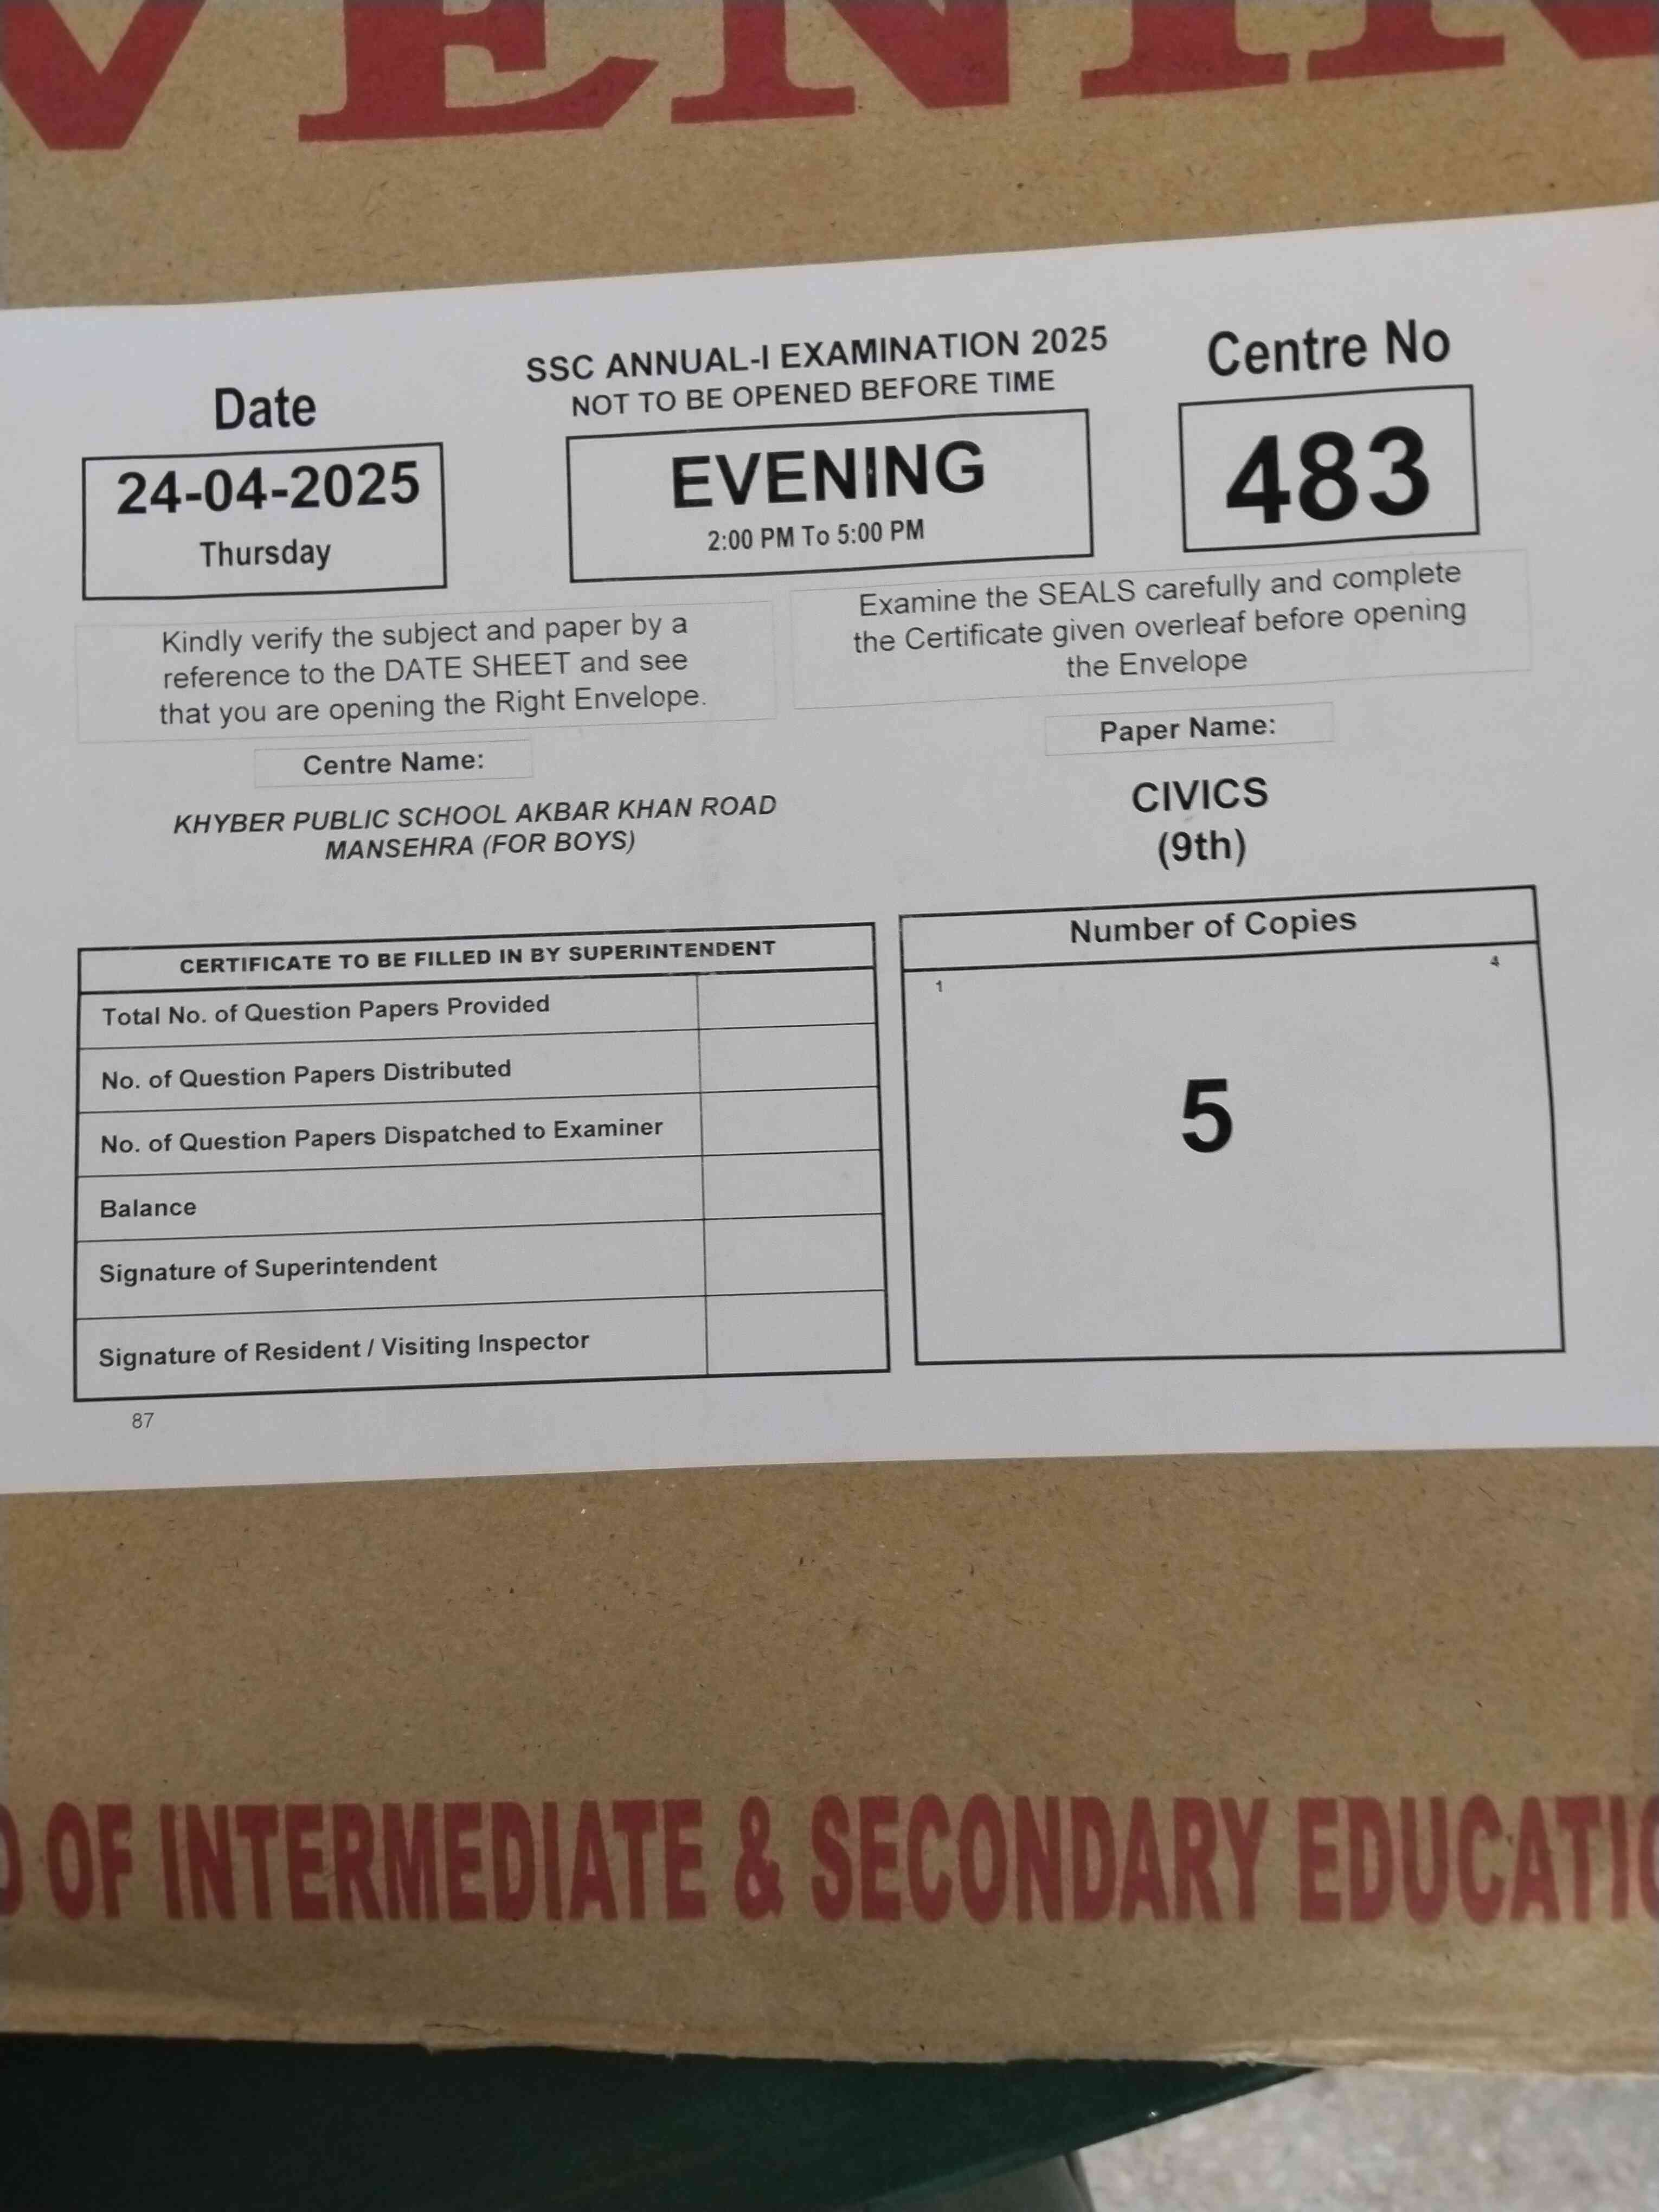 VENIN
SSC ANNUAL-I EXAMINATION 2025
NOT TO BE OPENED BEFORE TIME
Date
24-04-2025
Thursday
EVENING
2:00 PM To 5:00 PM
Centre No
483
Kindly verify the subject and paper by a
reference to the DATE SHEET and see
that you are opening the Right Envelope.
Examine the SEALS carefully and complete
the Certificate given overleaf before opening
the Envelope
Centre Name:
KHYBER PUBLIC SCHOOL AKBAR KHAN ROAD
MANSEHRA (FOR BOYS)
Paper Name:
CIVICS
(9th)
CERTIFICATE TO BE FILLED IN BY SUPERINTENDENT
Total No. of Question Papers Provided
No. of Question Papers Distributed
No. of Question Papers Dispatched to Examiner
Balance
Signature of Superintendent
Signature of Resident / Visiting Inspector
Number of Copies
1 4
5
87
D OF INTERMEDIATE & SECONDARY EDUCATIO